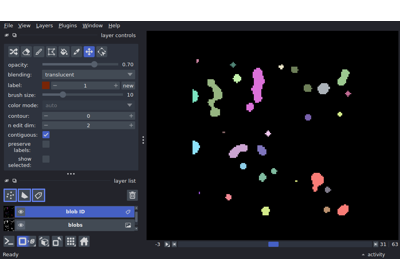 File View Layers Plugins Window Help
layer controls
opacity: 0.70
blending: translucent
label: 1 new
brush size: 10
color mode: auto
contour: 0
n edit dim: 2
contiguous:
preserve labels:
show selected:
layer list
blob ID
blobs
-3 31 63
Ready activity